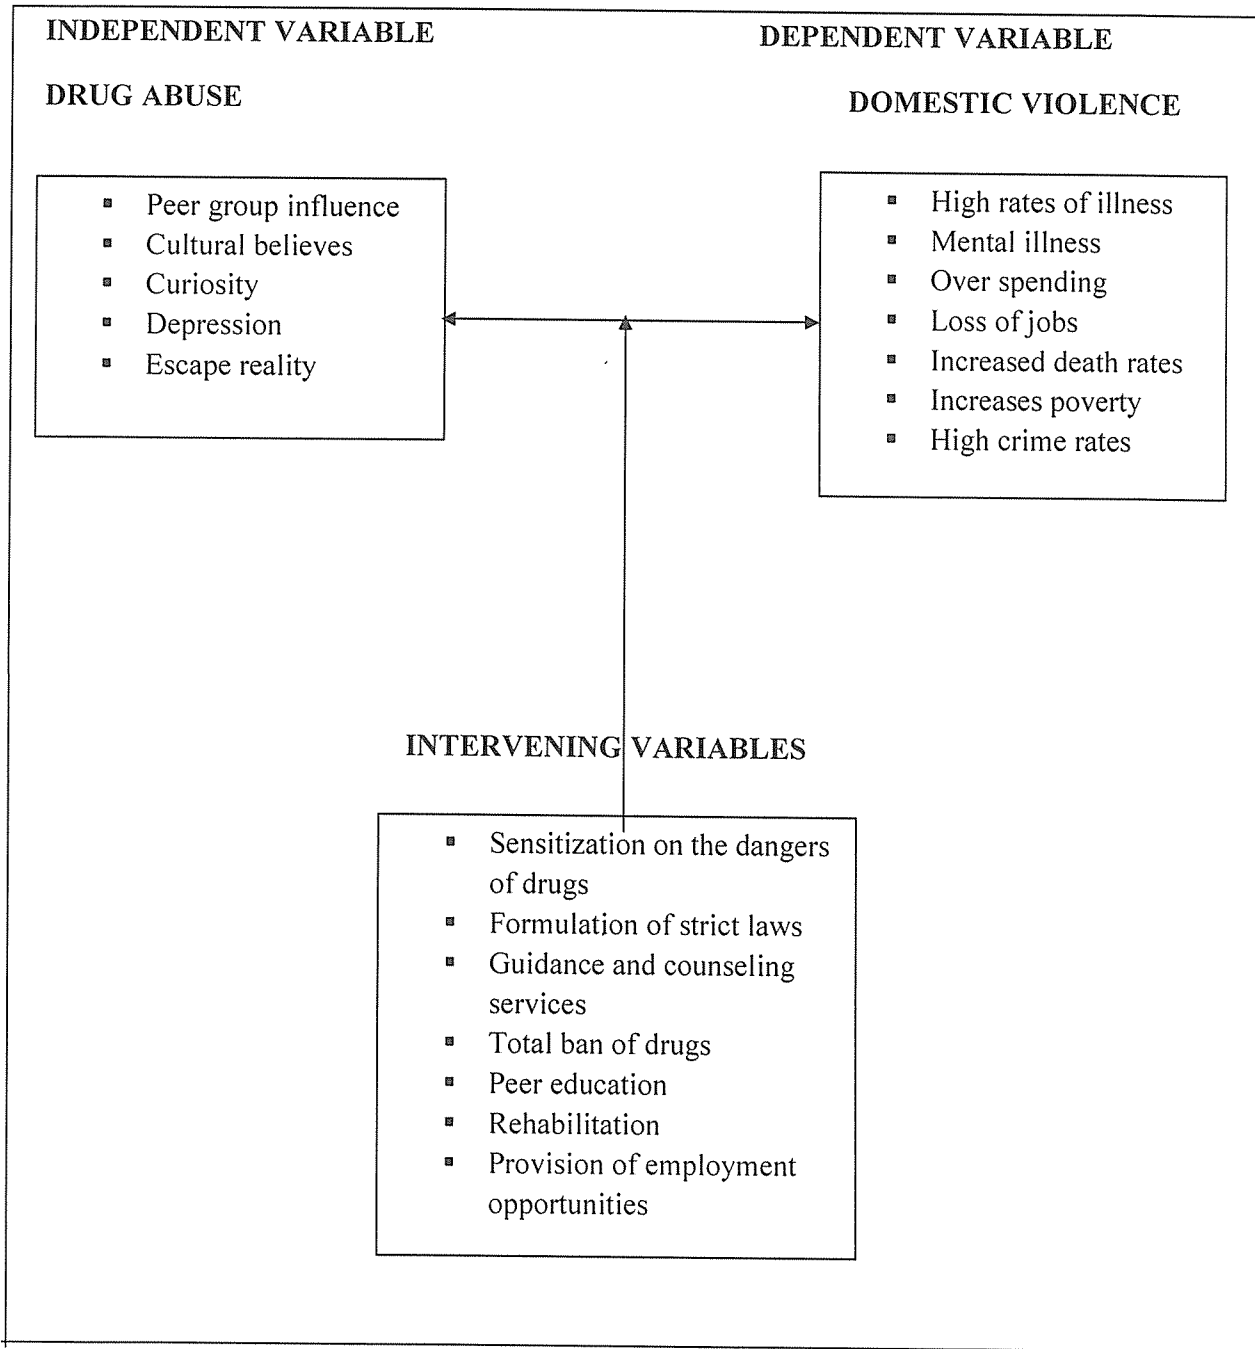 INDEPENDENT VARIABLE
DEPENDENT VARIABLE
DRUG ABUSE
DOMESTIC VIOLENCE
▪ Peer group influence
▪ Cultural believes
▪ Curiosity
▪ Depression
▪ Escape reality
▪ High rates of illness
▪ Mental illness
▪ Over spending
▪ Loss of jobs
▪ Increased death rates
▪ Increases poverty
▪ High crime rates
INTERVENING VARIABLES
▪ Sensitization on the dangers
of drugs
▪ Formulation of strict laws
▪ Guidance and counseling
services
▪ Total ban of drugs
▪ Peer education
▪ Rehabilitation
▪ Provision of employment
opportunities